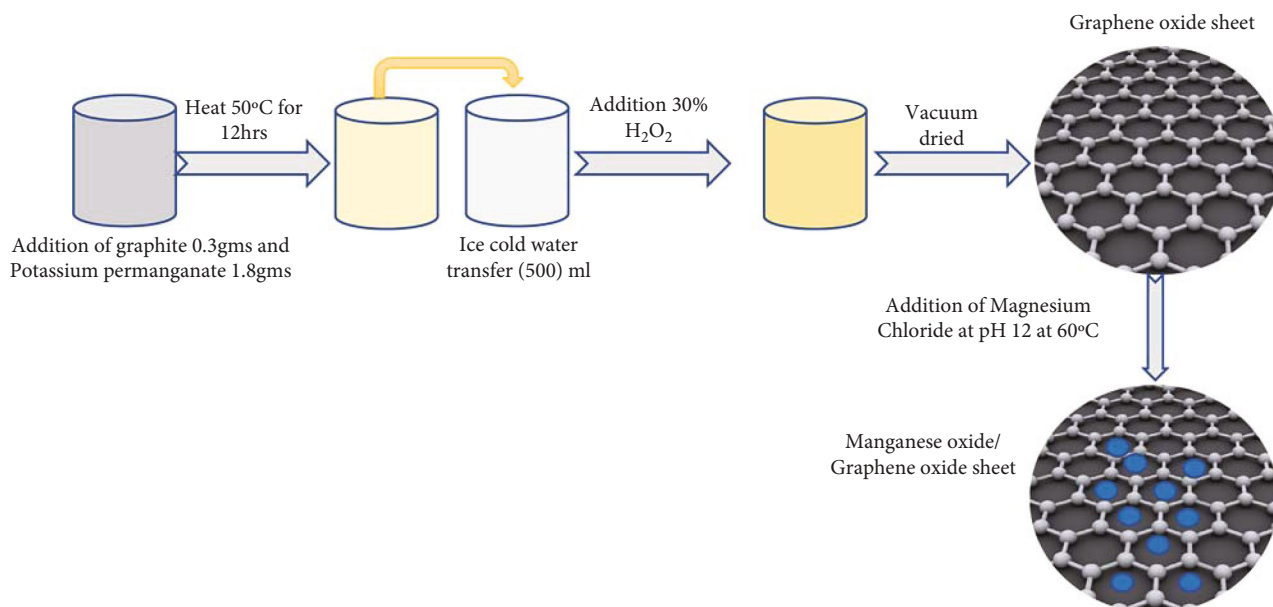 Graphene oxide sheet
Heat 50ºC for
12hrs
Addition 30%
H₂O₂
Vacuum
dried
Addition of graphite 0.3gms and
Potassium permanganate 1.8gms
Ice cold water
transfer (500) ml
Addition of Magnesium
Chloride at pH 12 at 60ºC
Manganese oxide/
Graphene oxide sheet